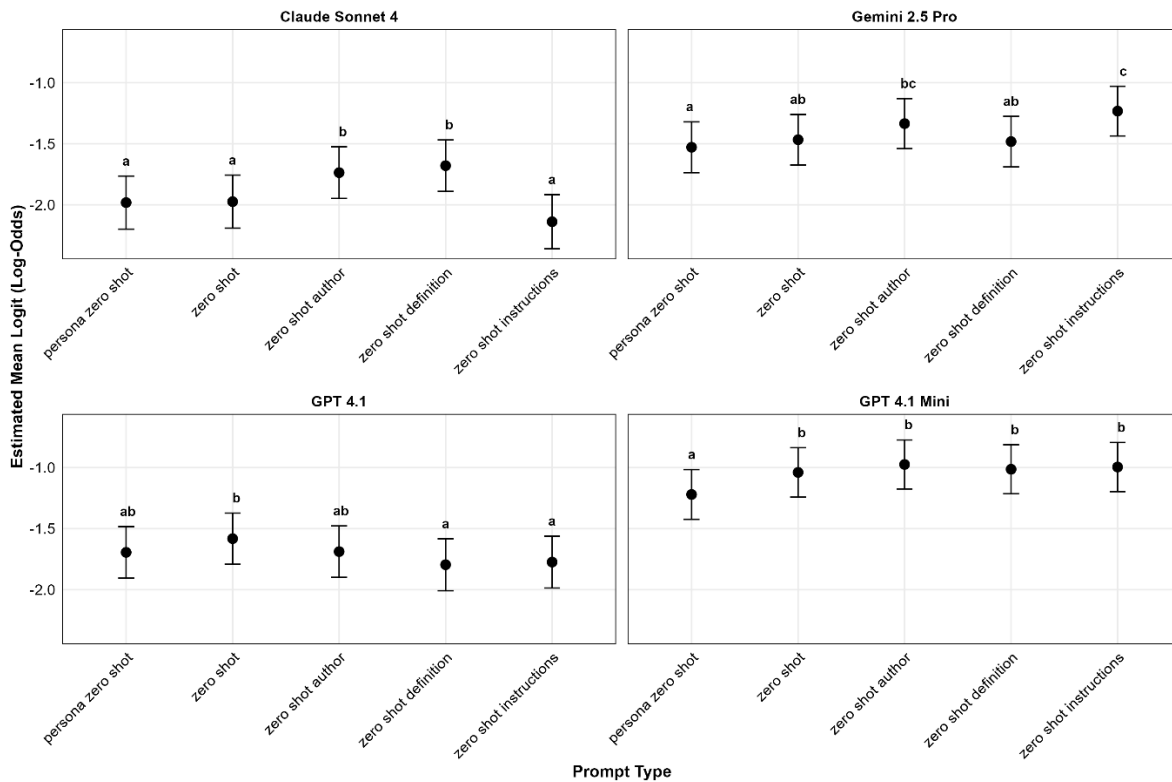 Claude Sonnet 4
Gemini 2.5 Pro
-1.0
-1.5
-2.0
a
a
b
b
a
a
ab
bc
ab
c
persona zero shot
zero shot
zero shot author
zero shot definition
zero shot instructions
persona zero shot
zero shot
zero shot author
zero shot definition
zero shot instructions
Estimated Mean Logit (Log-Odds)
GPT 4.1
GPT 4.1 Mini
-1.0
-1.5
-2.0
ab
b
ab
a
a
a
b
b
b
b
persona zero shot
zero shot
zero shot author
zero shot definition
zero shot instructions
persona zero shot
zero shot
zero shot author
zero shot definition
zero shot instructions
Prompt Type